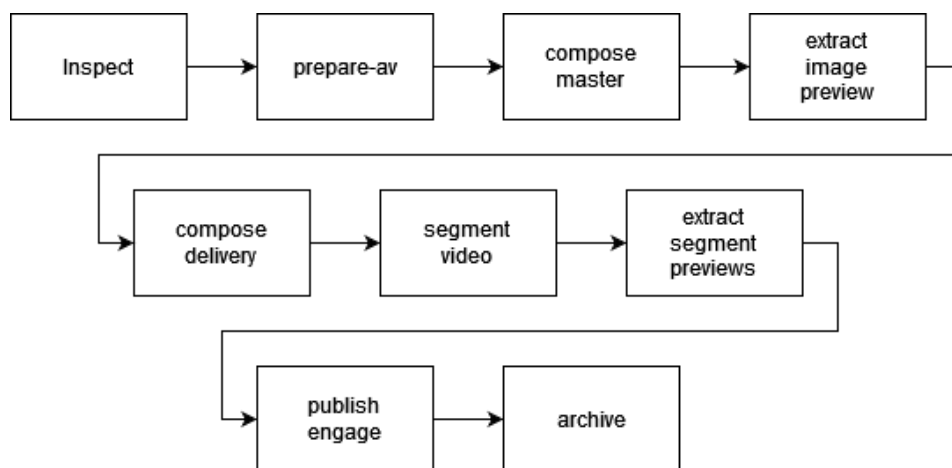 Inspect
prepare-av
compose
master
extract
image
preview
compose
delivery
segment
video
extract
segment
previews
publish
engage
archive